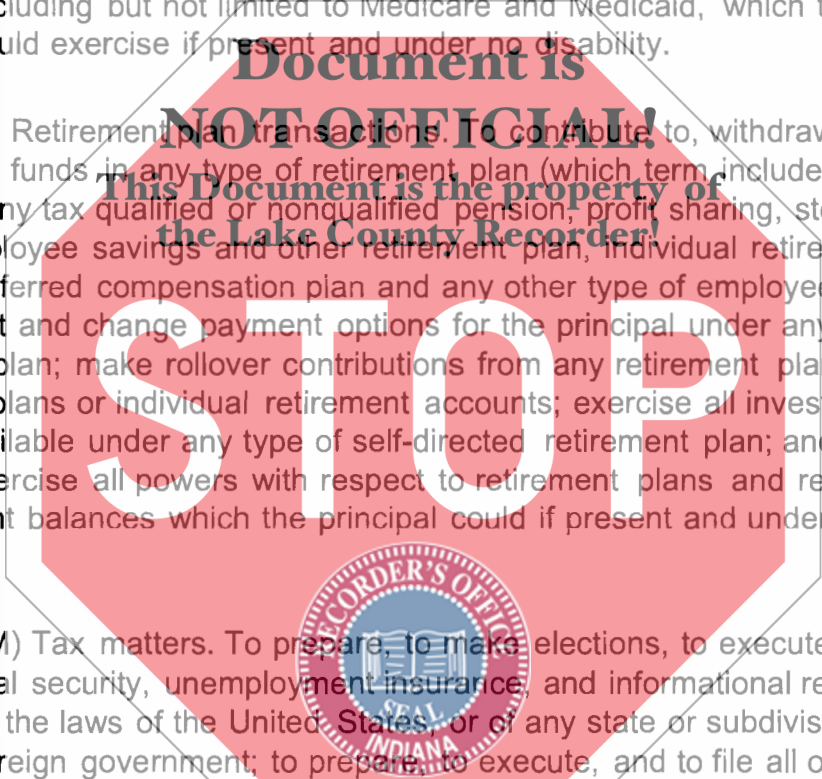 cluding but not limited to Medicare and Medicaid, which t
uld exercise if present and under no disability.
Document is
NOT OFFICIAL!
This Document is the property of
the Lake County Recorder!
Retirement plan transactions. To contribute to, withdraw
funds in any type of retirement plan (which term include
ny tax qualified or nonqualified pension, profit sharing, sto
loyee savings and other retirement plan, individual retire
ferred compensation plan and any other type of employee
t and change payment options for the principal under any
plan; make rollover contributions from any retirement plan
plans or individual retirement accounts; exercise all invest
ilable under any type of self-directed retirement plan; and
ercise all powers with respect to retirement plans and re
nt balances which the principal could if present and under
STOP
RECORDER'S OFFICE
SEAL
INDIANA
M) Tax matters. To prepare, to make elections, to execute
al security, unemployment insurance, and informational re
the laws of the United States, or of any state or subdivis
reign government; to prepare, to execute, and to file all o